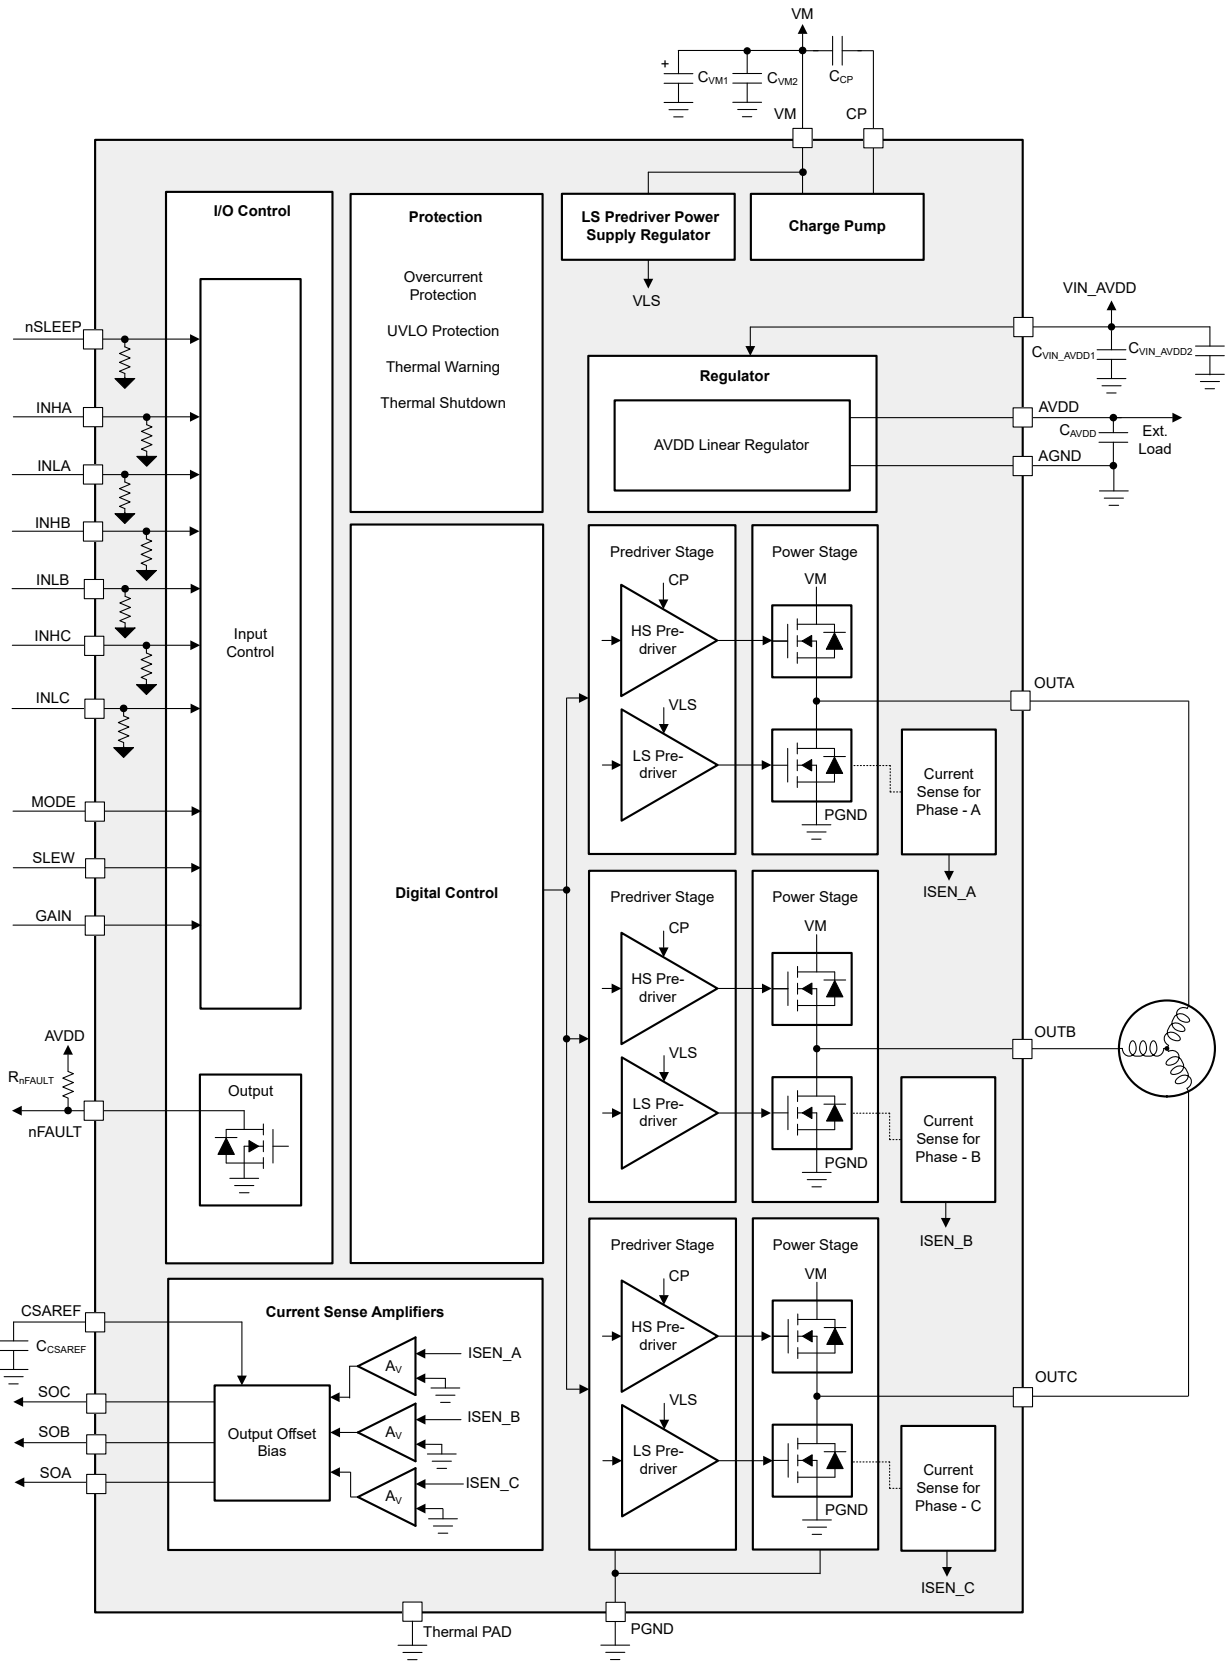 VM
+
CVM1
CVM2
CCP
VM
CP
I/O Control
Protection
Overcurrent
Protection
UVLO Protection
Thermal Warning
Thermal Shutdown
LS Predriver Power
Supply Regulator
VLS
Charge Pump
VIN_AVDD
CVIN_AVDD1
CVIN_AVDD2
Regulator
AVDD Linear Regulator
AVDD
CAVDD
Ext.
Load
AGND
nSLEEP
INHA
INLA
INHB
INLB
INHC
INLC
MODE
SLEW
GAIN
Input
Control
AVDD
RnFAULT
nFAULT
Output
Digital Control
Predriver Stage
CP
HS Pre-
driver
VLS
LS Pre-
driver
Power Stage
VM
PGND
OUTA
Current
Sense for
Phase - A
ISEN_A
Predriver Stage
CP
HS Pre-
driver
VLS
LS Pre-
driver
Power Stage
VM
PGND
OUTB
Current
Sense for
Phase - B
ISEN_B
Predriver Stage
CP
HS Pre-
driver
VLS
LS Pre-
driver
Power Stage
VM
PGND
OUTC
Current
Sense for
Phase - C
ISEN_C
CSAREF
CCSAREF
SOC
SOB
SOA
Current Sense Amplifiers
Output Offset
Bias
AV
ISEN_A
AV
ISEN_B
AV
ISEN_C
Thermal PAD
PGND